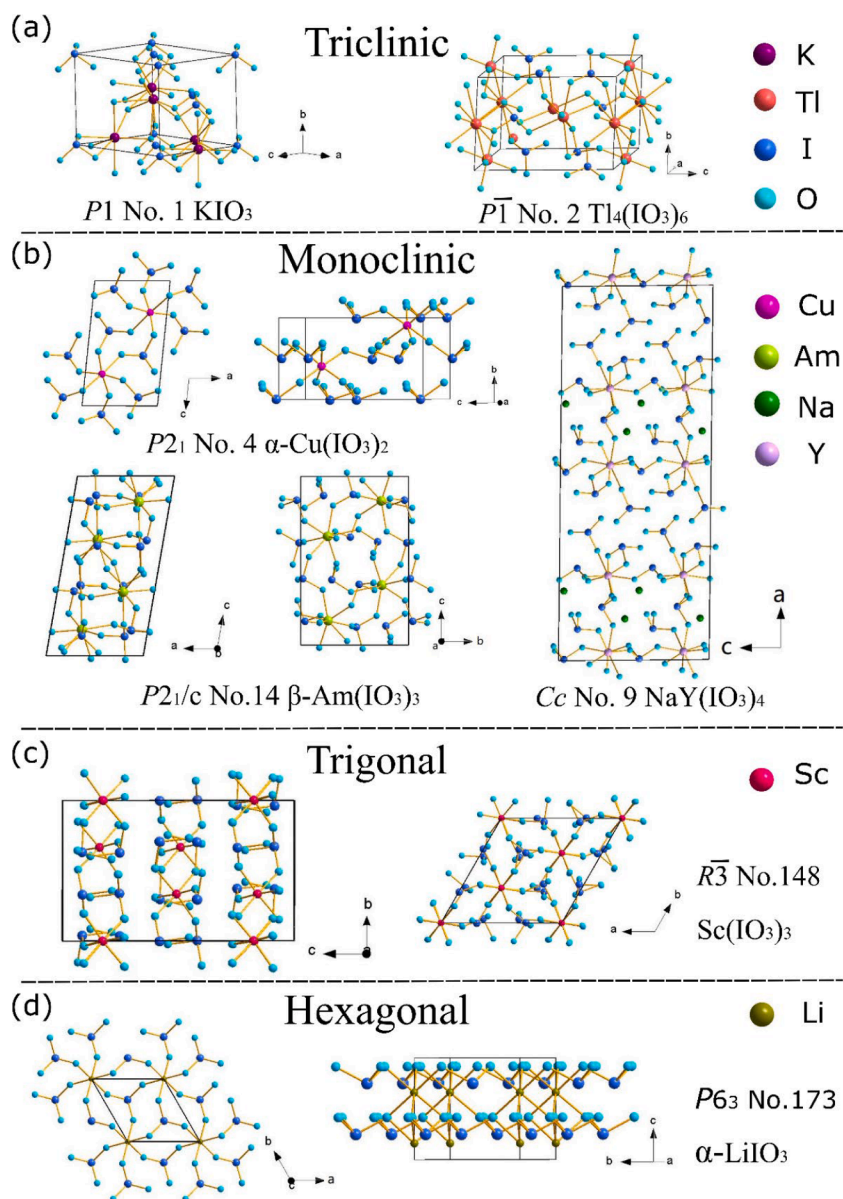 (a) Triclinic
K
Tl
I
O
b
c a
b
a
c
P1 No. 1 KIO₃
P1̅ No. 2 Tl₄(IO₃)₆
(b) Monoclinic
Cu
Am
Na
Y
a
c
b
c a
P2₁ No. 4 α-Cu(IO₃)₂
c
a b
c
a b
a
c
P2₁/c No.14 β-Am(IO₃)₃
Cc No. 9 NaY(IO₃)₄
(c) Trigonal
Sc
b
c a
b
a
R3̅ No.148
Sc(IO₃)₃
(d) Hexagonal
Li
b
c a
c
b a
P6₃ No.173
α-LiIO₃